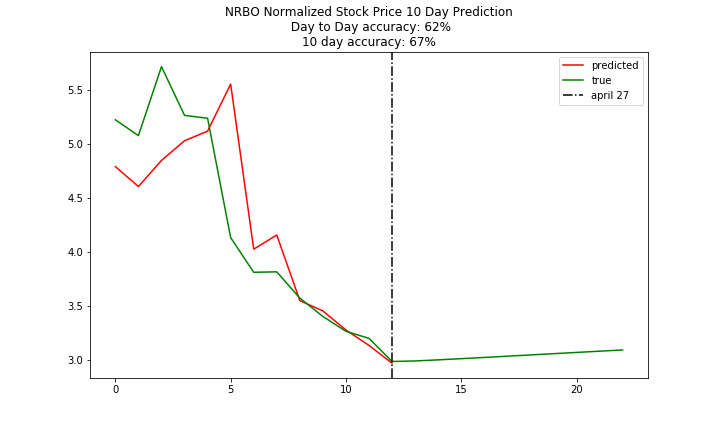 NRBO Normalized Stock Price 10 Day Prediction
Day to Day accuracy: 62%
10 day accuracy: 67%
predicted
true
april 27
5.5
5.0
4.5
4.0
3.5
3.0
0
5
10
15
20